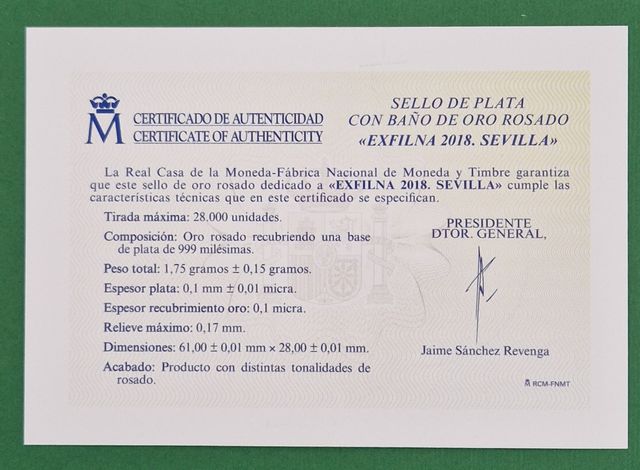 M
CERTIFICADO DE AUTENTICIDAD
CERTIFICATE OF AUTHENTICITY
SELLO DE PLATA
CON BAÑO DE ORO ROSADO
«EXFILNA 2018. SEVILLA»
La Real Casa de la Moneda-Fábrica Nacional de Moneda y Timbre garantiza
que este sello de oro rosado dedicado a «EXFILNA 2018. SEVILLA» cumple las
características técnicas que en este certificado se especifican.
Tirada máxima: 28.000 unidades.
Composición: Oro rosado recubriendo una base
de plata de 999 milésimas.
Peso total: 1,75 gramos ± 0,15 gramos.
Espesor plata: 0,1 mm ± 0,01 micra.
Espesor recubrimiento oro: 0,1 micra.
Relieve máximo: 0,17 mm.
Dimensiones: 61,00 ± 0,01 mm × 28,00 ± 0,01 mm.
Acabado: Producto con distintas tonalidades de
rosado.
PRESIDENTE
DTOR. GENERAL,
Jaime Sánchez Revenga
M RCM-FNMT